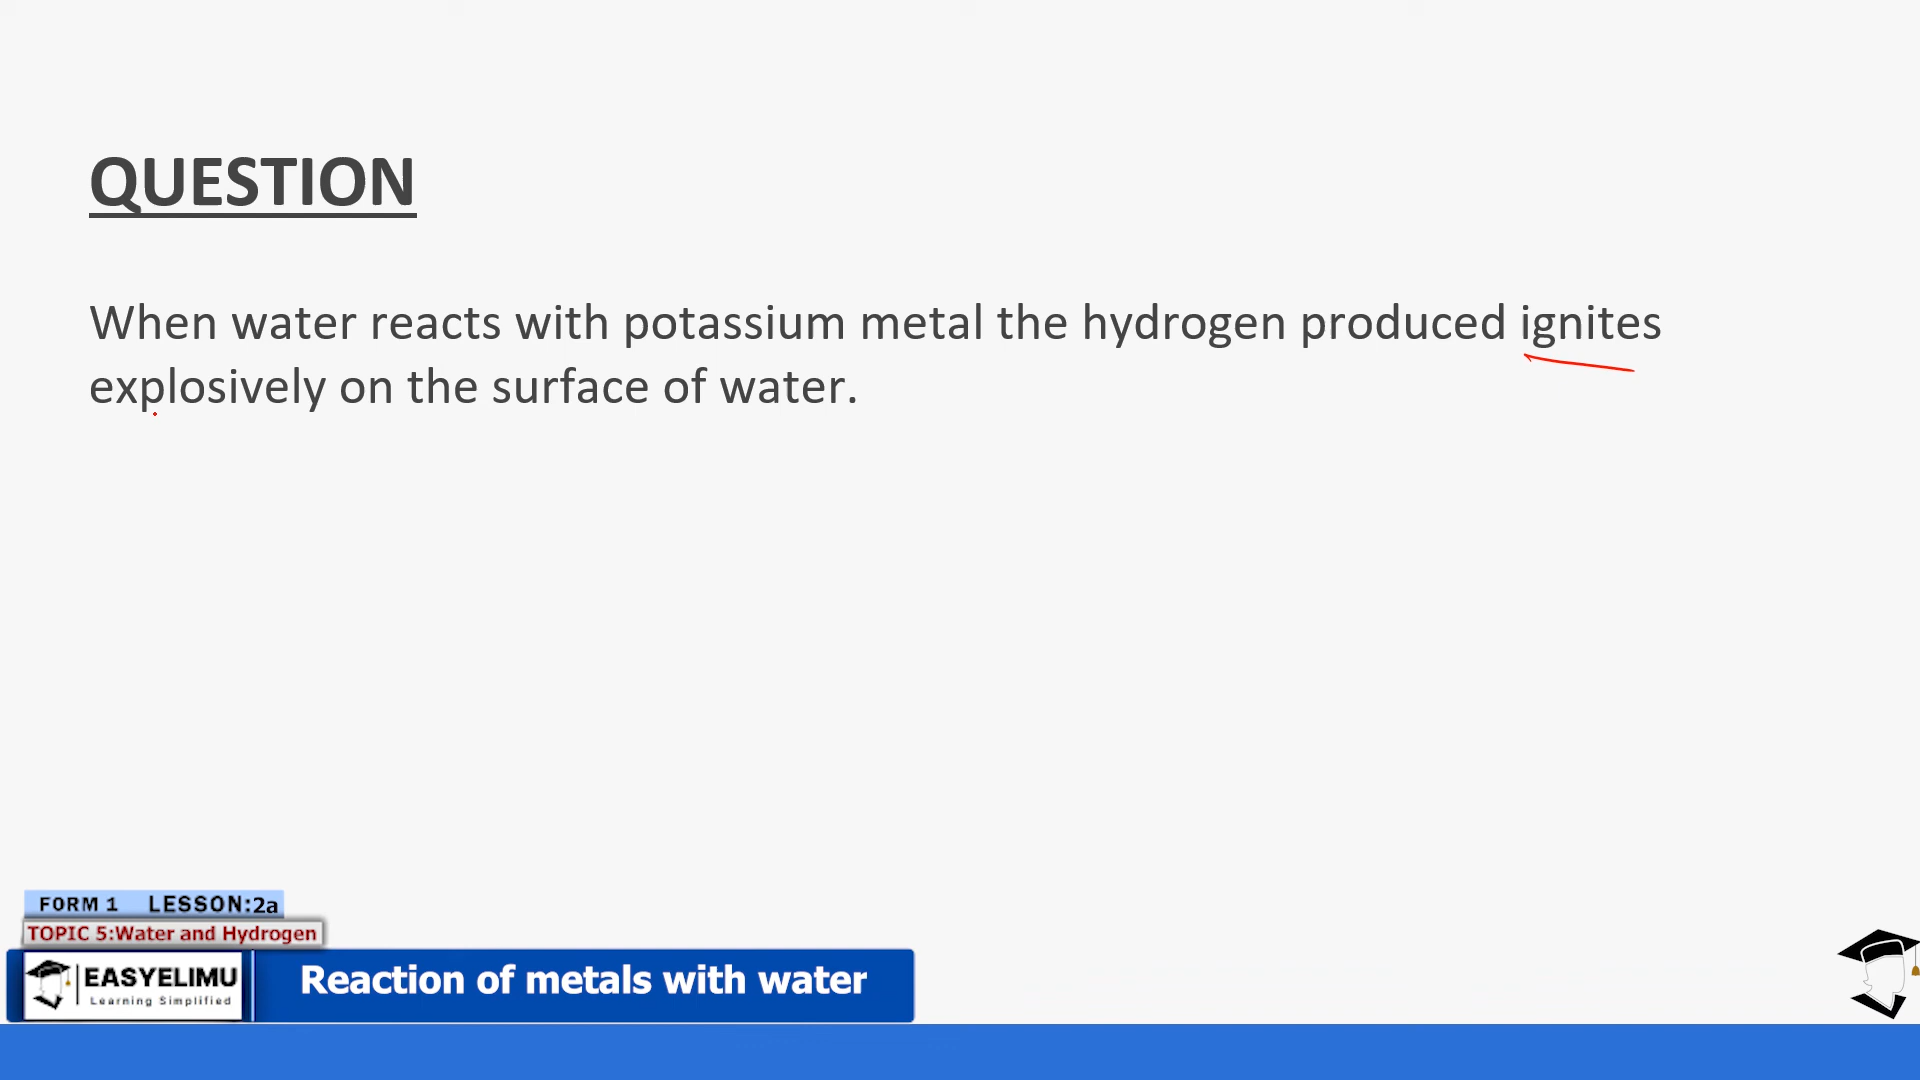 QUESTION
When water reacts with potassium metal the hydrogen produced ignites
explosively on the surface of water.
FORM 1 LESSON:2a
TOPIC 5:Water and Hydrogen
EASYELIMU
Learning Simplified
Reaction of metals with water